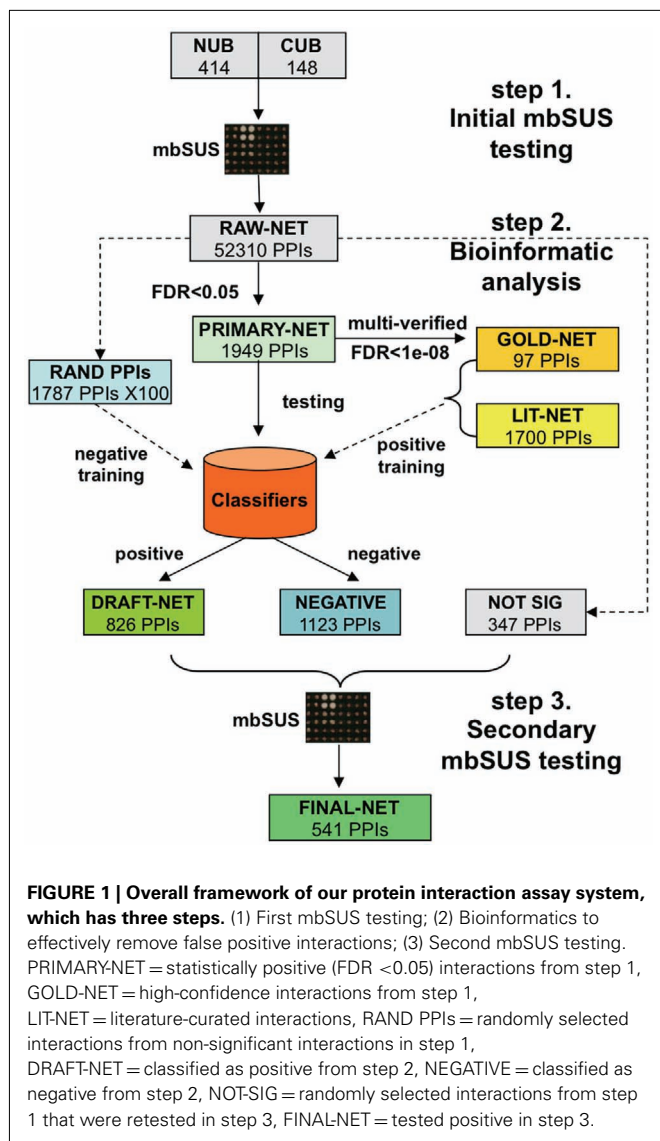 NUB
414
CUB
148
step 1.
Initial mbSUS
testing
mbSUS
RAW-NET
52310 PPIs
step 2.
Bioinformatic
analysis
FDR<0.05
PRIMARY-NET
1949 PPIs
multi-verified
FDR<1e-08
GOLD-NET
97 PPIs
RAND PPIs
1787 PPIs X100
testing
LIT-NET
1700 PPIs
negative
training
positive
training
Classifiers
positive
negative
DRAFT-NET
826 PPIs
NEGATIVE
1123 PPIs
NOT SIG
347 PPIs
mbSUS
step 3.
Secondary
mbSUS testing
FINAL-NET
541 PPIs
FIGURE 1 | Overall framework of our protein interaction assay system,
which has three steps. (1) First mbSUS testing; (2) Bioinformatics to
effectively remove false positive interactions; (3) Second mbSUS testing.
PRIMARY-NET = statistically positive (FDR <0.05) interactions from step 1,
GOLD-NET = high-confidence interactions from step 1,
LIT-NET = literature-curated interactions, RAND PPIs = randomly selected
interactions from non-significant interactions in step 1,
DRAFT-NET = classified as positive from step 2, NEGATIVE = classified as
negative from step 2, NOT-SIG = randomly selected interactions from step
1 that were retested in step 3, FINAL-NET = tested positive in step 3.